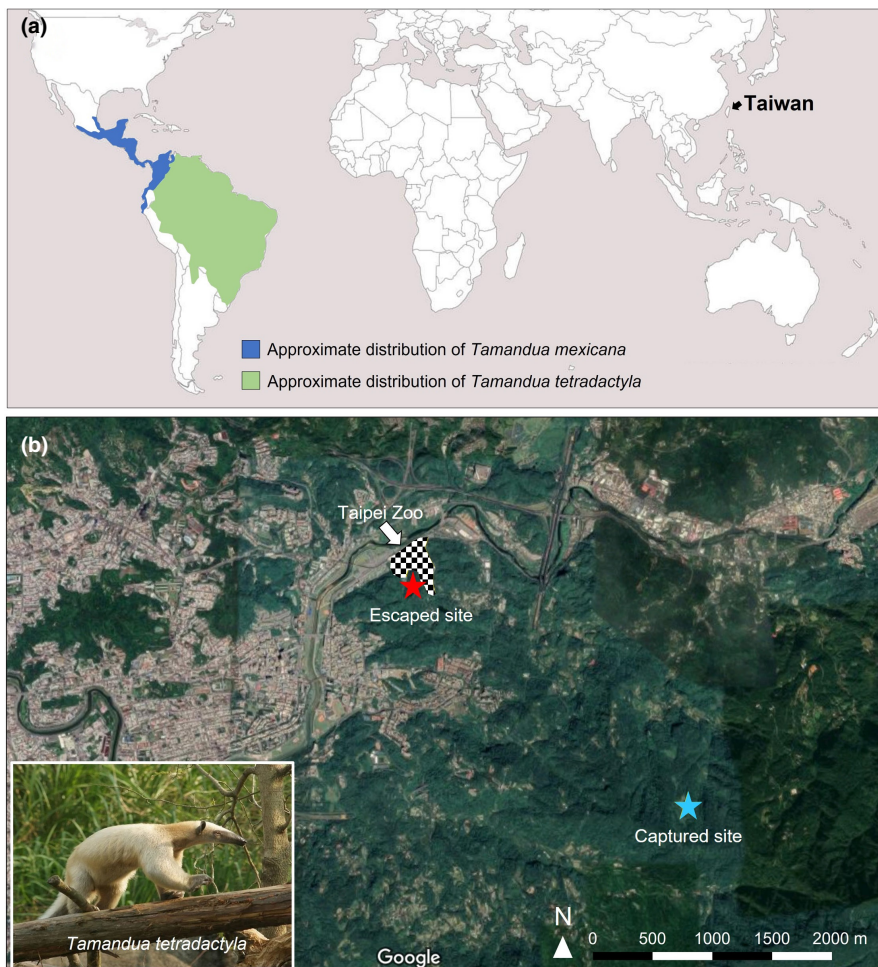 (a)
Taiwan
Approximate distribution of Tamandua mexicana
Approximate distribution of Tamandua tetradactyla
(b)
Taipei Zoo
Escaped site
Captured site
Tamandua tetradactyla
Google
N
0 500 1000 1500 2000 m